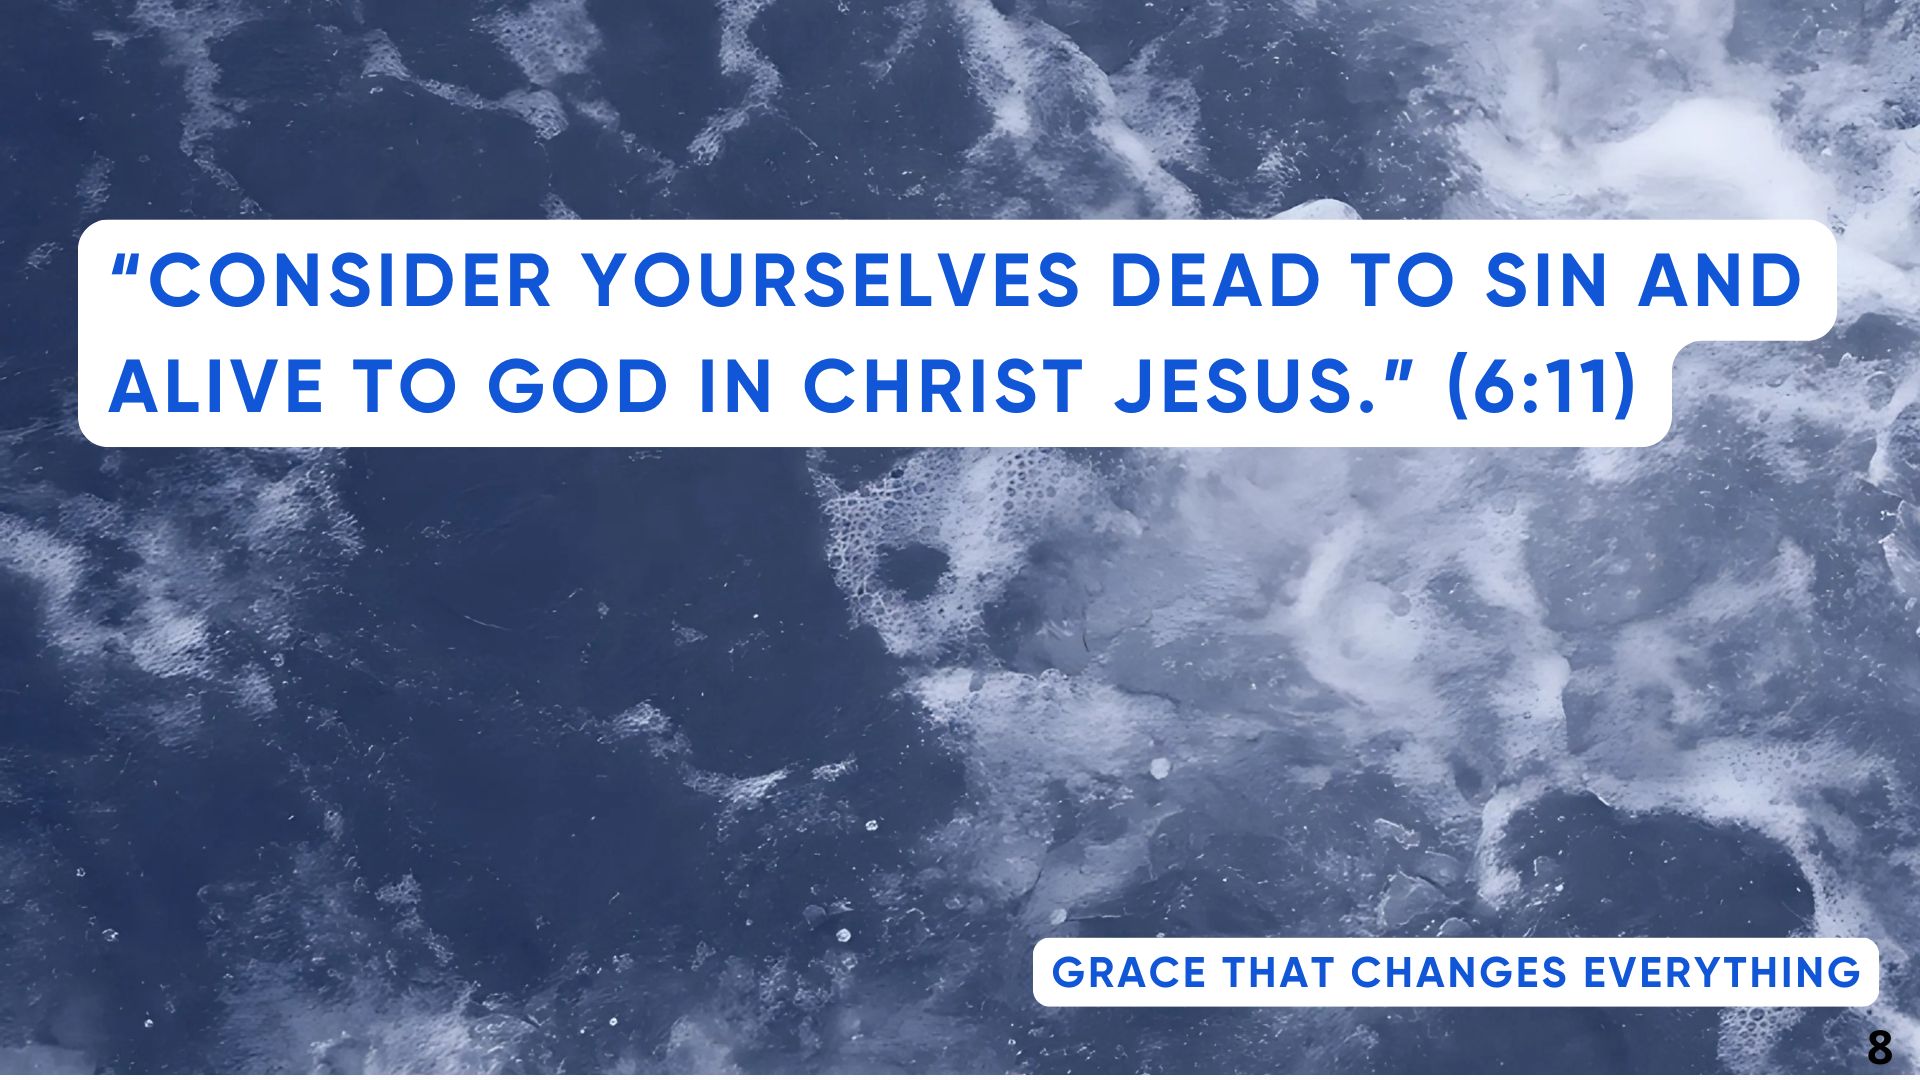 “CONSIDER YOURSELVES DEAD TO SIN AND
ALIVE TO GOD IN CHRIST JESUS.” (6:11)
GRACE THAT CHANGES EVERYTHING
8